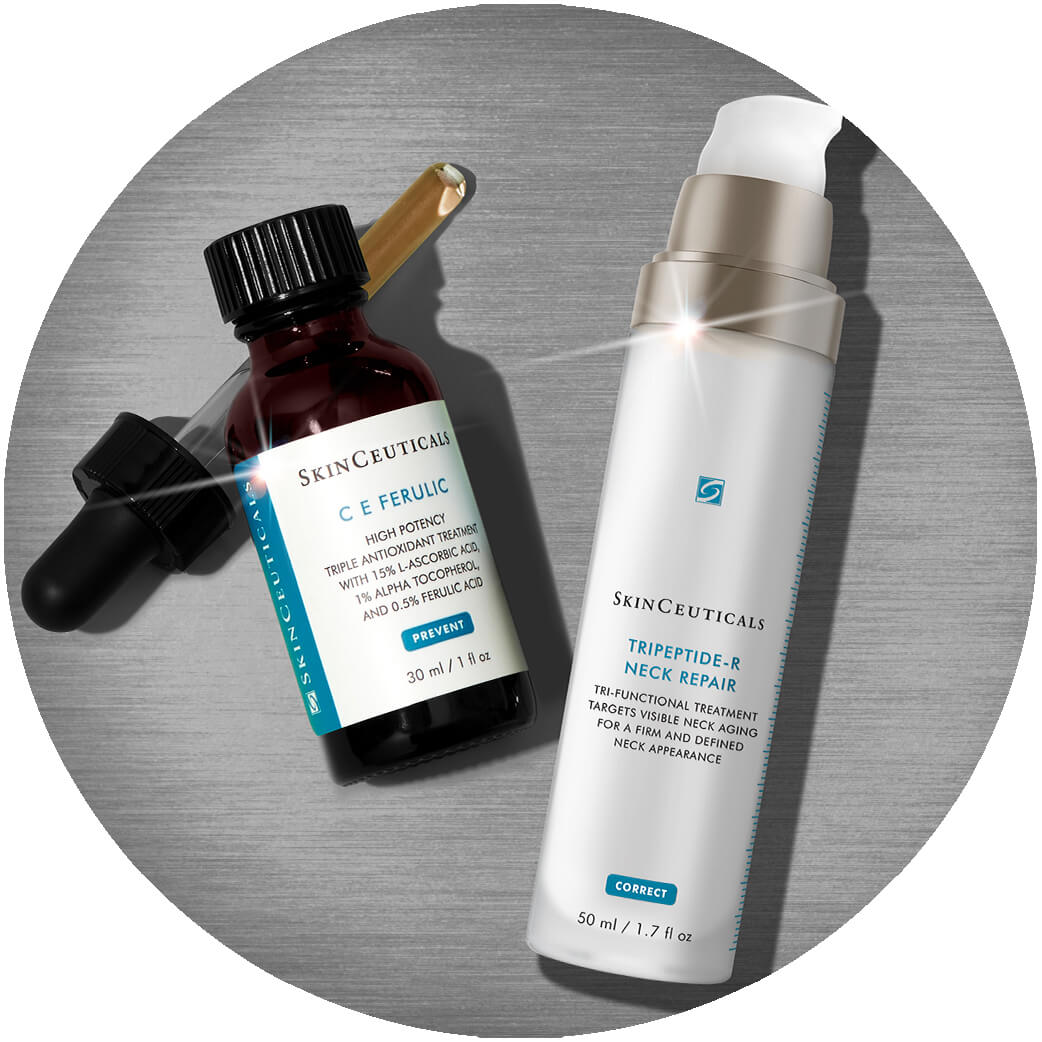 SKINCEUTICALS
C E FERULIC
HIGH POTENCY
TRIPLE ANTIOXIDANT TREATMENT
WITH 15% L-ASCORBIC ACID,
1% ALPHA TOCOPHEROL,
AND 0.5% FERULIC ACID
PREVENT
30 ml / 1 fl oz
SKINCEUTICALS
SKINCEUTICALS
TRIPEPTIDE-R
NECK REPAIR
TRI-FUNCTIONAL TREATMENT
TARGETS VISIBLE NECK AGING
FOR A FIRM AND DEFINED
NECK APPEARANCE
CORRECT
50 ml / 1.7 fl oz